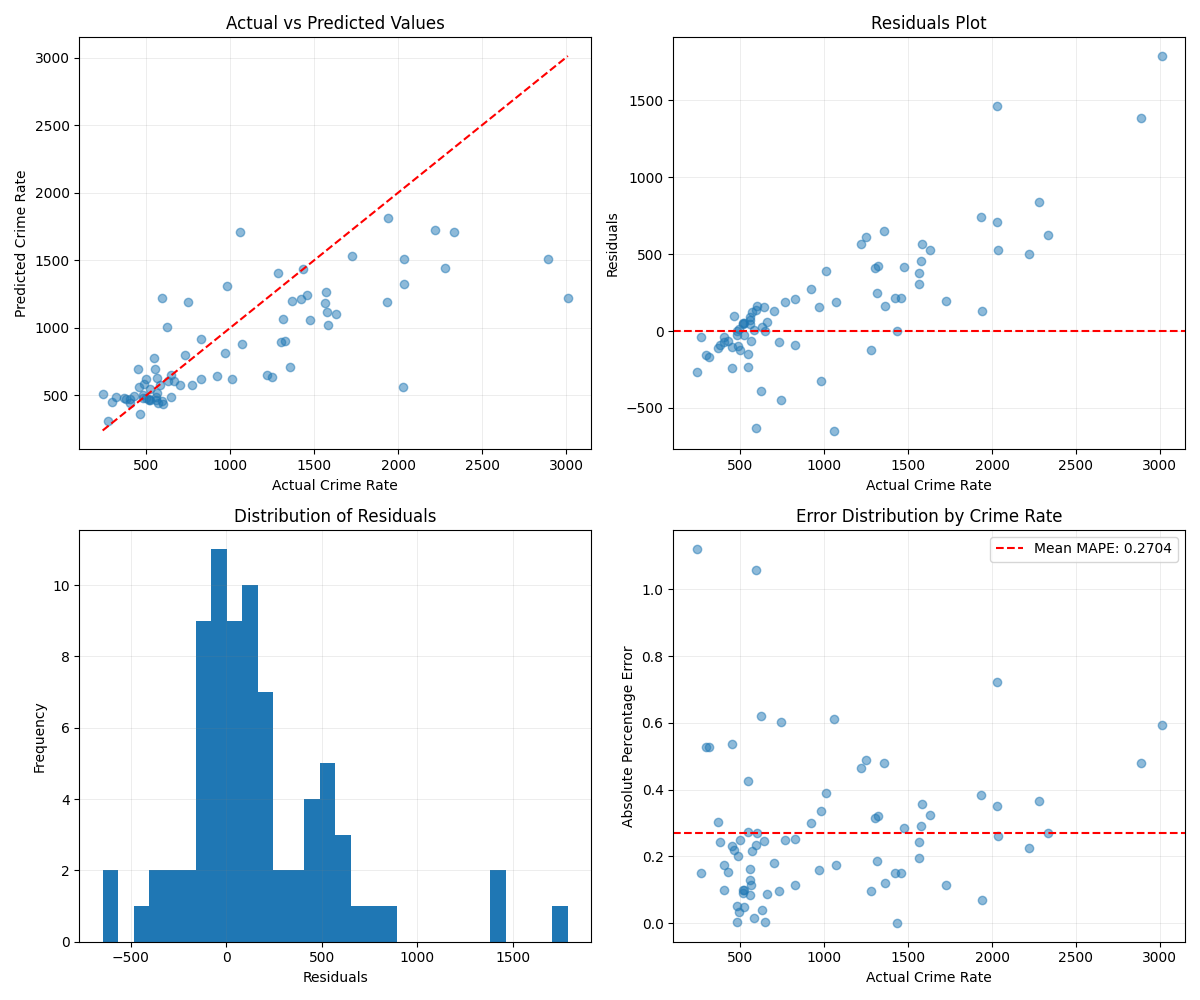 Actual vs Predicted Values
Predicted Crime Rate
3000
2500
2000
1500
1000
500
500 1000 1500 2000 2500 3000
Actual Crime Rate
Residuals Plot
Residuals
1500
1000
500
0
−500
500 1000 1500 2000 2500 3000
Actual Crime Rate
Distribution of Residuals
Frequency
10
8
6
4
2
0
−500 0 500 1000 1500
Residuals
Error Distribution by Crime Rate
Mean MAPE: 0.2704
Absolute Percentage Error
1.0
0.8
0.6
0.4
0.2
0.0
500 1000 1500 2000 2500 3000
Actual Crime Rate